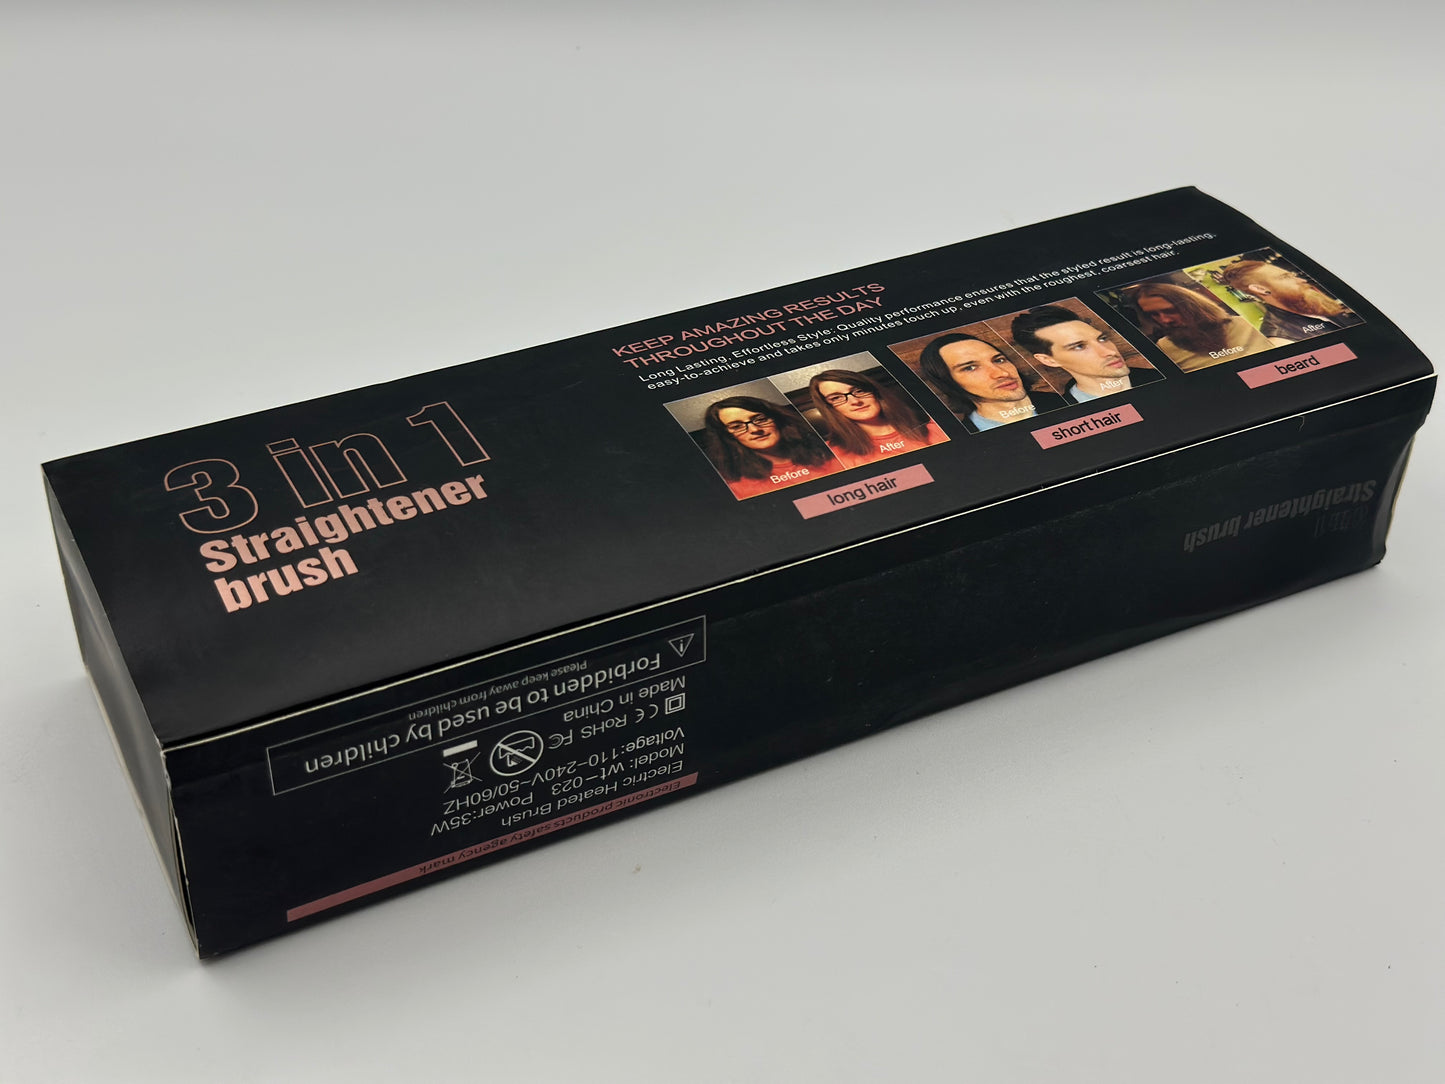 3 in 1
Straightener
brush
KEEP AMAZING RESULTS
THROUGHOUT THE DAY
Long Lasting, Effortless Style: Quality performance ensures that the styled result is long-lasting,
easy-to-achieve and takes only minutes touch up, even with the roughest, coarsest hair.
Before
After
long hair
Before
After
short hair
Before
After
beard
Straightener brush
Electronic products safety agency mark
Electric Heated Brush
Model: wt-023 Power:35W
Voltage:110-240V~50/60HZ
CE RoHS FC
Made in China
Forbidden to be used by children
Please keep away from children